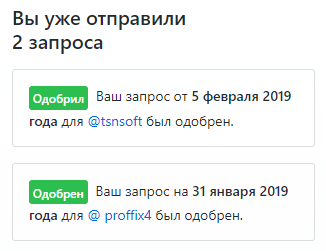 Вы уже отправили
2 запроса
Одобрил Ваш запрос от 5 февраля 2019
года для @tsnsoft был одобрен.
Одобрен Ваш запрос на 31 января 2019
года для @ proffix4 был одобрен.